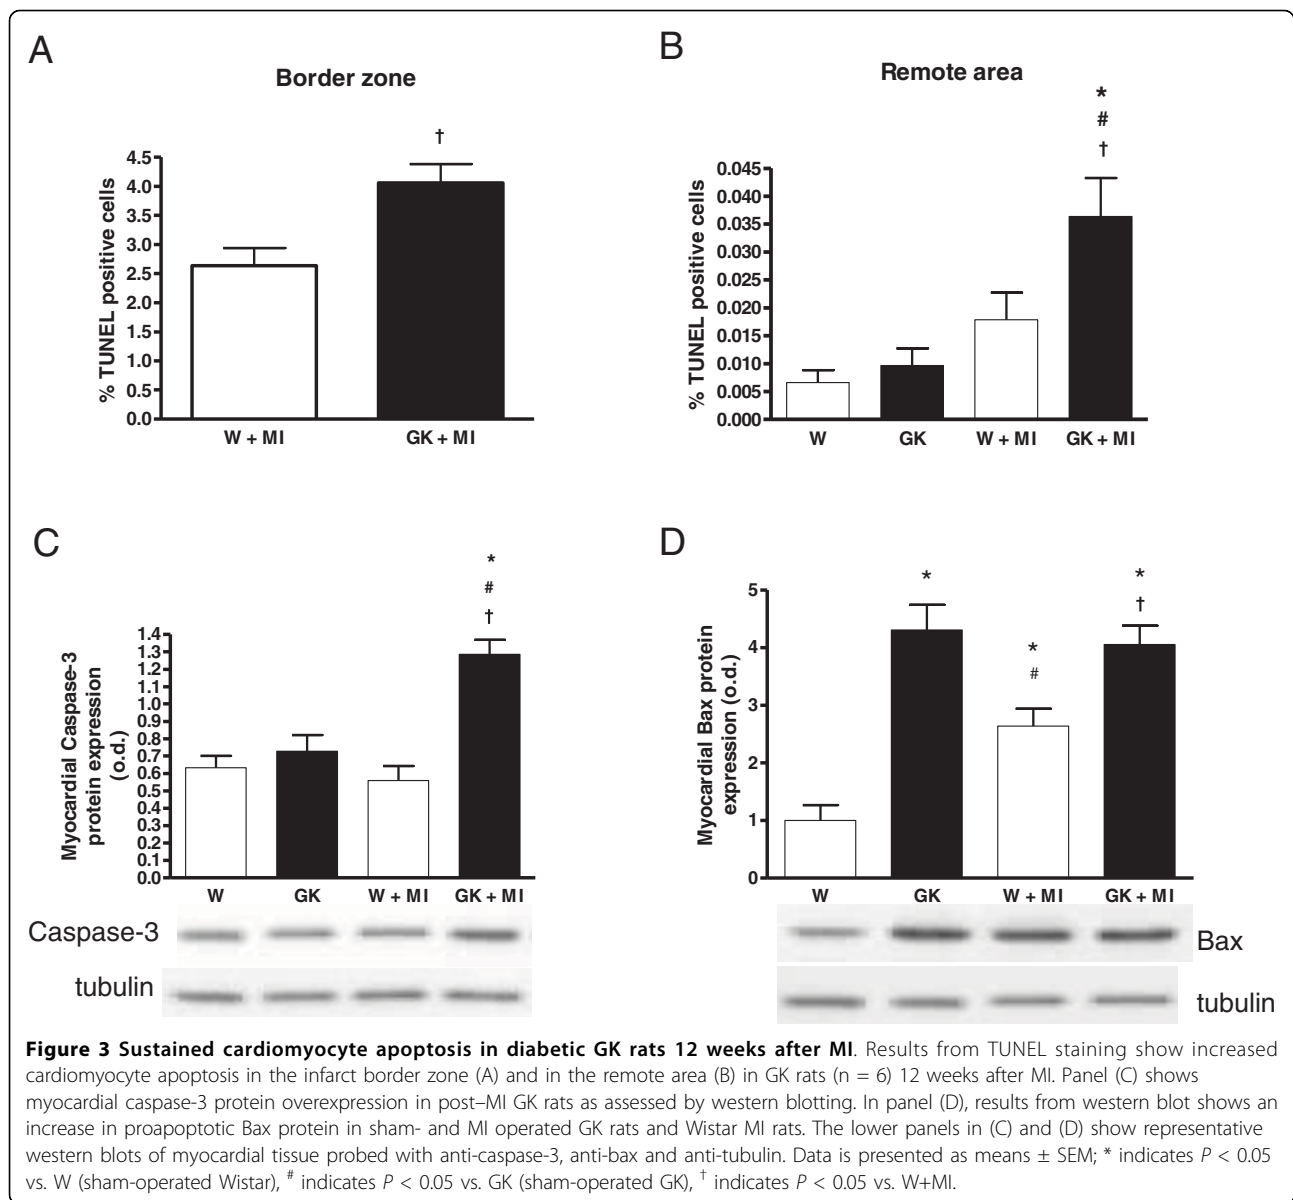 A
Border zone
†
% TUNEL positive cells
4.5
4.0
3.5
3.0
2.5
2.0
1.5
1.0
0.5
0.0
W + MI GK + MI
B
Remote area
*
#
†
% TUNEL positive cells
0.045
0.040
0.035
0.030
0.025
0.020
0.015
0.010
0.005
0.000
W GK W + MI GK + MI
C
*
#
†
Myocardial Caspase-3
protein expression
(o.d.)
1.4
1.3
1.2
1.1
1.0
0.9
0.8
0.7
0.6
0.5
0.4
0.3
0.2
0.1
0.0
W GK W + MI GK + MI
Caspase-3
tubulin
D
*
*
#
*
†
Myocardial Bax protein
expression (o.d.)
5
4
3
2
1
0
W GK W + MI GK + MI
Bax
tubulin
Figure 3 Sustained cardiomyocyte apoptosis in diabetic GK rats 12 weeks after MI. Results from TUNEL staining show increased
cardiomyocyte apoptosis in the infarct border zone (A) and in the remote area (B) in GK rats (n = 6) 12 weeks after MI. Panel (C) shows
myocardial caspase-3 protein overexpression in post–MI GK rats as assessed by western blotting. In panel (D), results from western blot shows an
increase in proapoptotic Bax protein in sham- and MI operated GK rats and Wistar MI rats. The lower panels in (C) and (D) show representative
western blots of myocardial tissue probed with anti-caspase-3, anti-bax and anti-tubulin. Data is presented as means ± SEM; * indicates P < 0.05
vs. W (sham-operated Wistar), # indicates P < 0.05 vs. GK (sham-operated GK), † indicates P < 0.05 vs. W+MI.